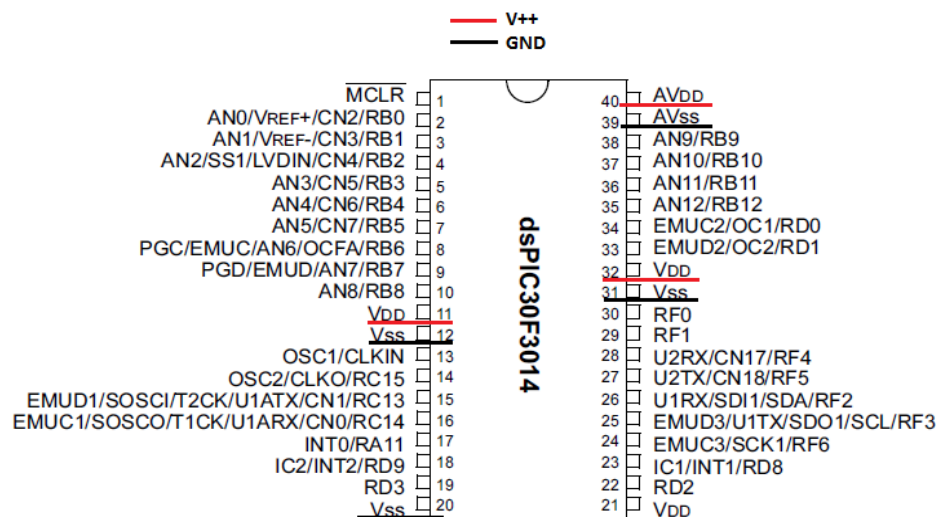 V++
GND
MCLR 1
AN0/VREF+/CN2/RB0 2
AN1/VREF-/CN3/RB1 3
AN2/SS1/LVDIN/CN4/RB2 4
AN3/CN5/RB3 5
AN4/CN6/RB4 6
AN5/CN7/RB5 7
PGC/EMUC/AN6/OCFA/RB6 8
PGD/EMUD/AN7/RB7 9
AN8/RB8 10
VDD 11
Vss 12
OSC1/CLKIN 13
OSC2/CLKO/RC15 14
EMUD1/SOSCI/T2CK/U1ATX/CN1/RC13 15
EMUC1/SOSCO/T1CK/U1ARX/CN0/RC14 16
INT0/RA11 17
IC2/INT2/RD9 18
RD3 19
Vss 20
dsPIC30F3014
40 AVDD
39 AVss
38 AN9/RB9
37 AN10/RB10
36 AN11/RB11
35 AN12/RB12
34 EMUC2/OC1/RD0
33 EMUD2/OC2/RD1
32 VDD
31 Vss
30 RF0
29 RF1
28 U2RX/CN17/RF4
27 U2TX/CN18/RF5
26 U1RX/SDI1/SDA/RF2
25 EMUD3/U1TX/SDO1/SCL/RF3
24 EMUC3/SCK1/RF6
23 IC1/INT1/RD8
22 RD2
21 VDD